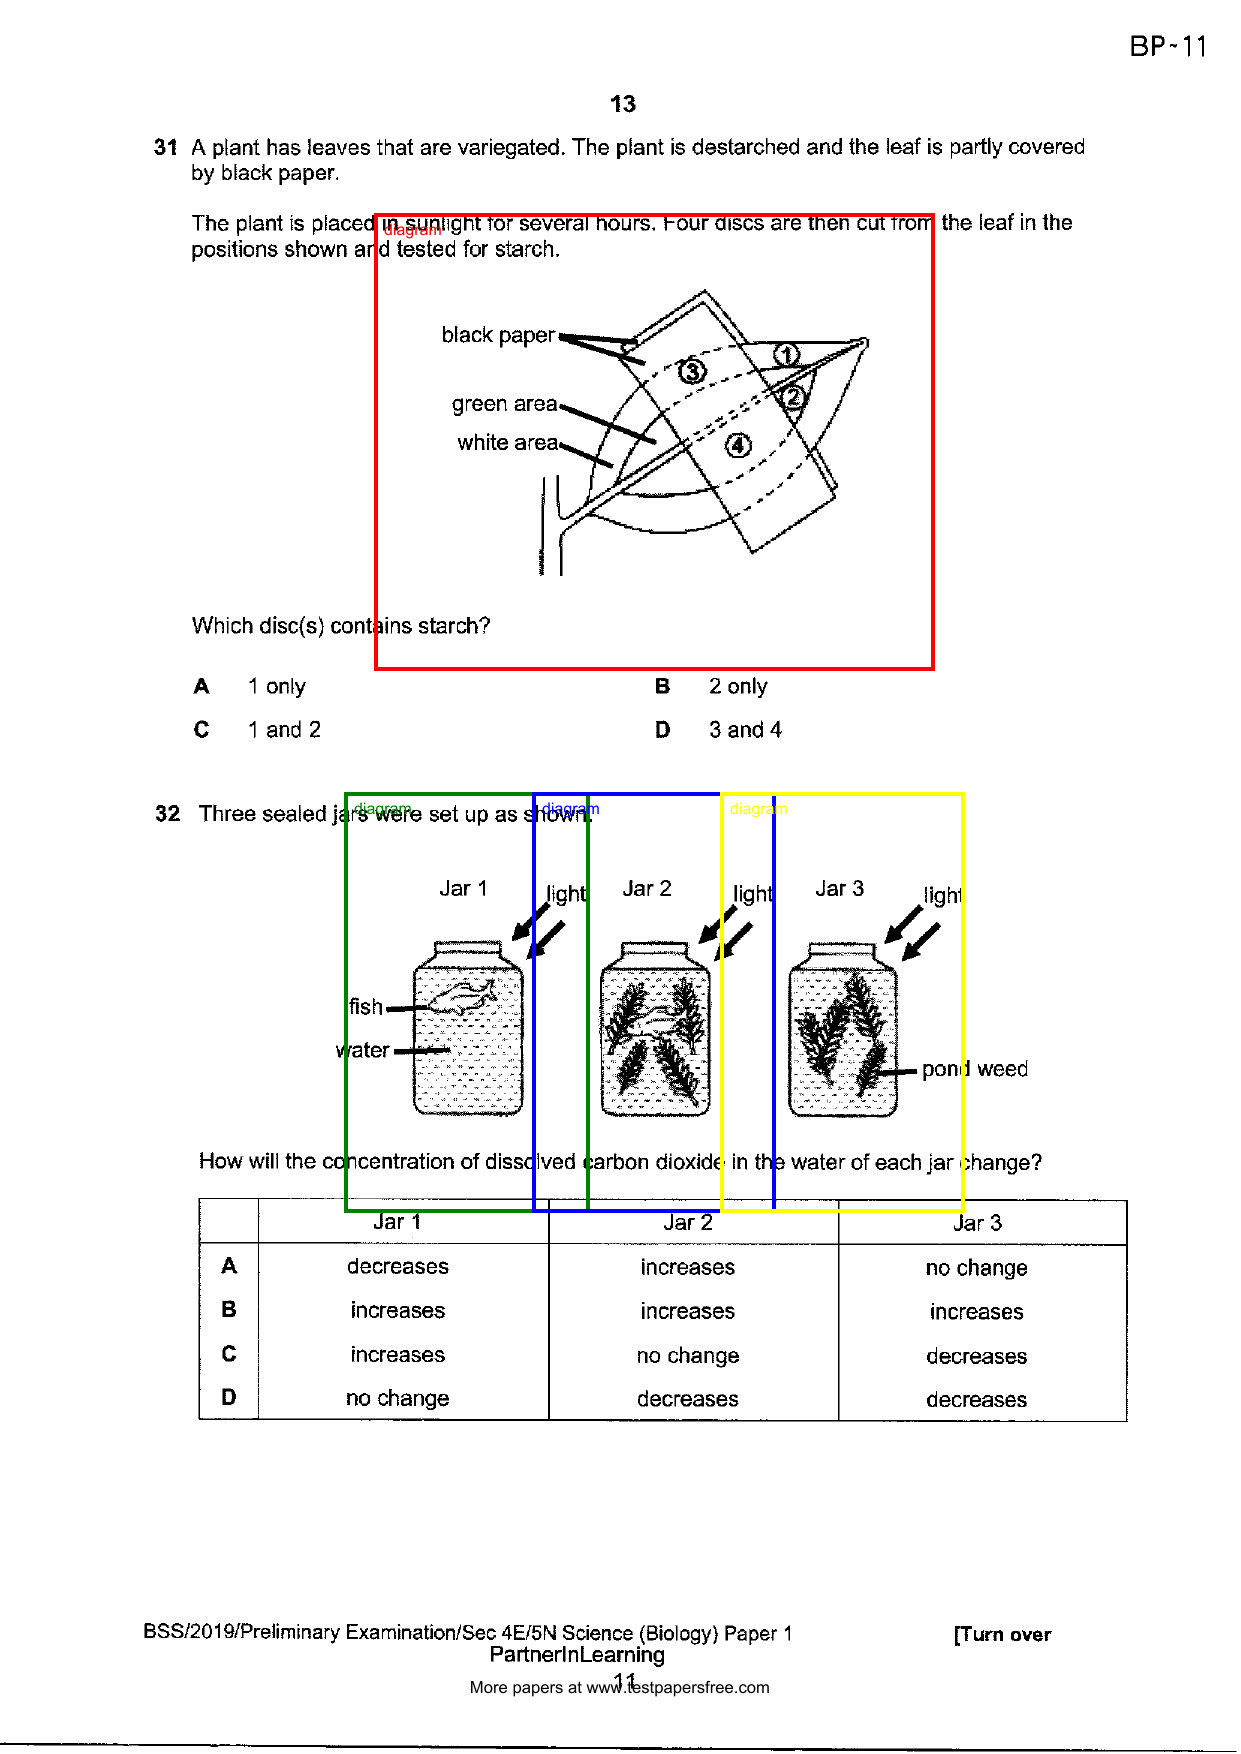 BP-11
13
31 A plant has leaves that are variegated. The plant is destarched and the leaf is partly covered
by black paper.
The plant is placed in sunlight for several hours. Four discs are then cut from the leaf in the
diagram
positions shown and tested for starch.
black paper
1
3
green area
2
white area
4
Which disc(s) contains starch?
A 1 only B 2 only
C 1 and 2 D 3 and 4
diagram diagram diagram
32 Three sealed jars were set up as shown.
Jar 1 light Jar 2 light Jar 3 light
fish
water
pond weed
How will the concentration of dissolved carbon dioxide in the water of each jar change?
Jar 1 Jar 2 Jar 3
A decreases increases no change
B increases increases increases
C increases no change decreases
D no change decreases decreases
BSS/2019/Preliminary Examination/Sec 4E/5N Science (Biology) Paper 1 [Turn over
PartnerInLearning
11
More papers at www.testpapersfree.com